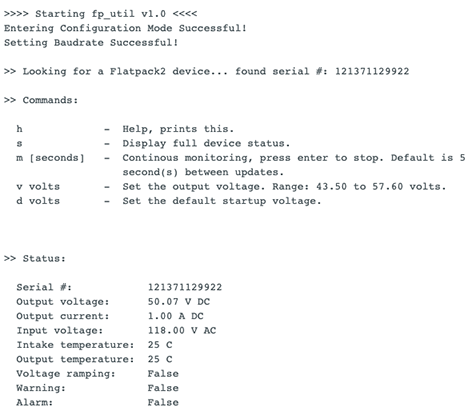 >>>> Starting fp_util v1.0 <<<<
Entering Configuration Mode Successful!
Setting Baudrate Successful!
>> Looking for a Flatpack2 device... found serial #: 121371129922
>> Commands:
h - Help, prints this.
s - Display full device status.
m [seconds] - Continous monitoring, press enter to stop. Default is 5
second(s) between updates.
v volts - Set the output voltage. Range: 43.50 to 57.60 volts.
d volts - Set the default startup voltage.
>> Status:
Serial #: 121371129922
Output voltage: 50.07 V DC
Output current: 1.00 A DC
Input voltage: 118.00 V AC
Intake temperature: 25 C
Output temperature: 25 C
Voltage ramping: False
Warning: False
Alarm: False